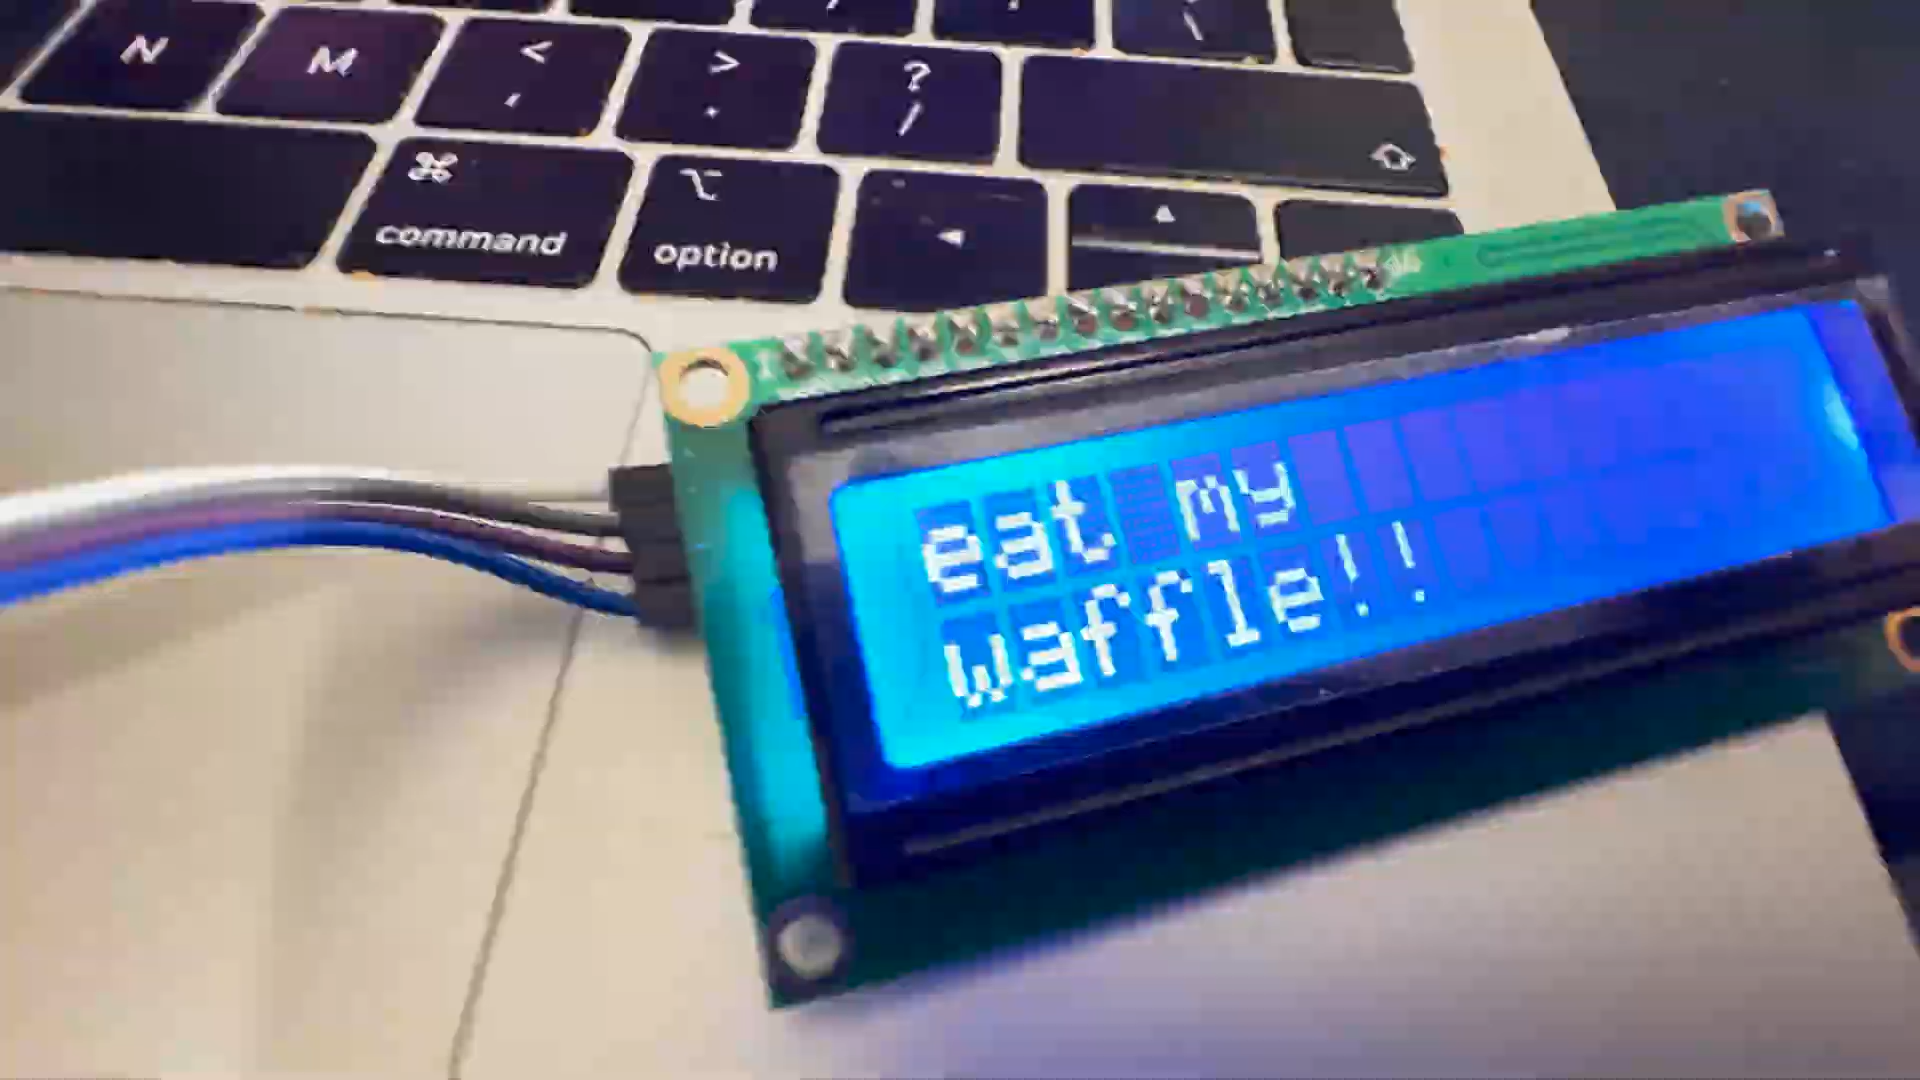 N M < , > . ? /
⌘ command ⌥ option
eat my
waffle!!